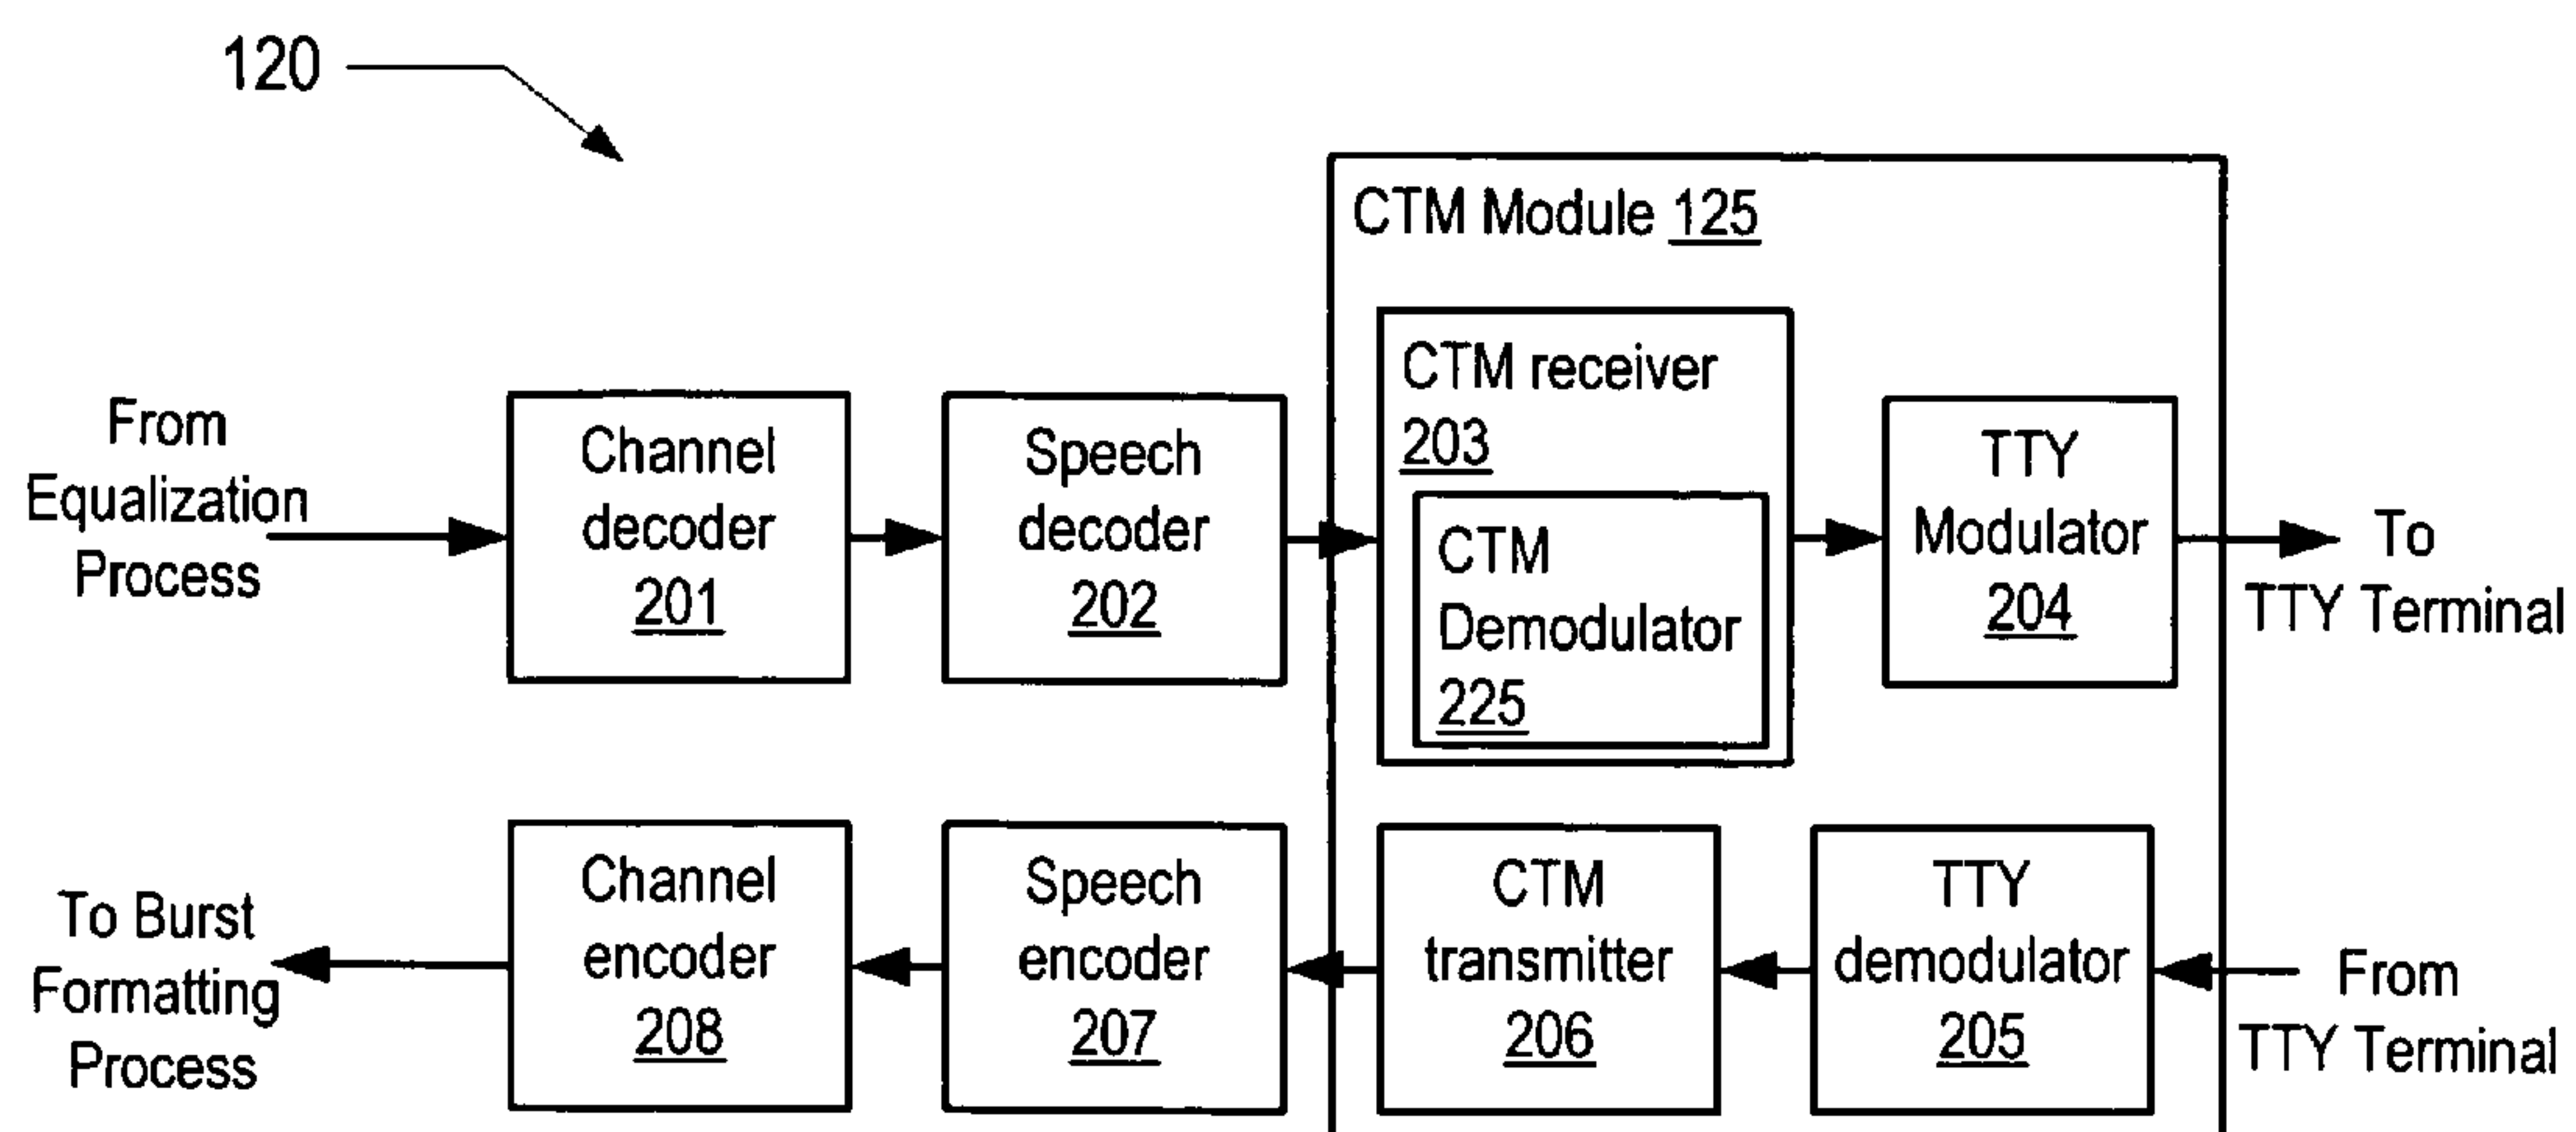 120
CTM Module 125
From
Equalization
Process
Channel
decoder
201
Speech
decoder
202
CTM receiver
203
CTM
Demodulator
225
TTY
Modulator
204
To
TTY Terminal
To Burst
Formatting
Process
Channel
encoder
208
Speech
encoder
207
CTM
transmitter
206
TTY
demodulator
205
From
TTY Terminal